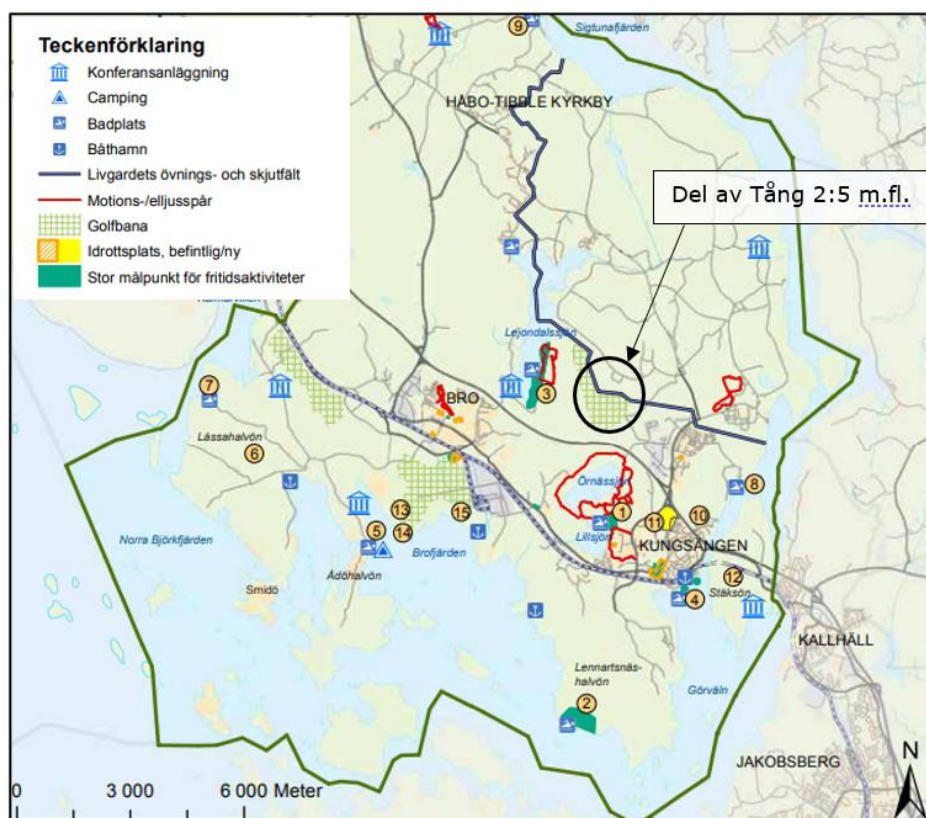 Teckenförklaring
Konferansanläggning
Camping
Badplats
Båthamn
Livgardets övnings- och skjutfält
Motions-/elljusspår
Golfbana
Idrottsplats, befintlig/ny
Stor målpunkt för fritidsaktiviteter
9
Sigtunafjärden
HÅBO-TIBBLE KYRKBY
Del av Tång 2:5 m.fl.
Lejondalssjön
7
3
BRO
Låssahalvön
6
8
Örnässjön
13
15
1
11
10
5
14
Lillsjön
KUNGSÄNGEN
Norra Björkfjärden
Brofjärden
Ådöhalvön
12
Smidö
Stäksön
4
KALLHÄLL
Lennartsnäs-
halvön
Görväln
2
JAKOBSBERG
N
0
3 000
6 000 Meter